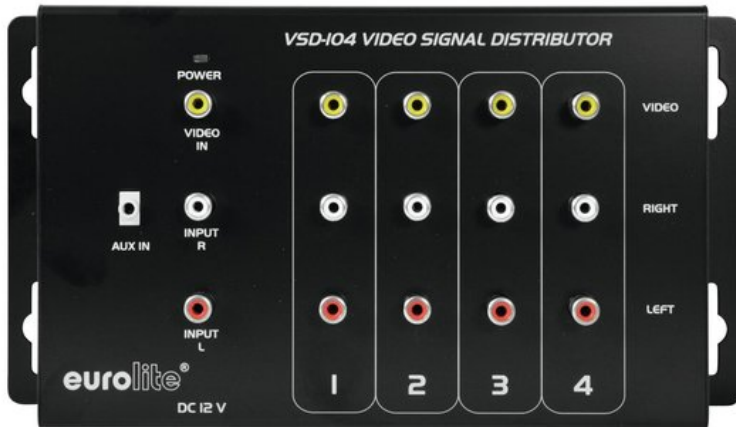 VSD-104 VIDEO SIGNAL DISTRIBUTOR
POWER
VIDEO
IN
VIDEO
AUX IN
INPUT
R
RIGHT
INPUT
L
LEFT
eurolite®
DC 12 V
1 2 3 4